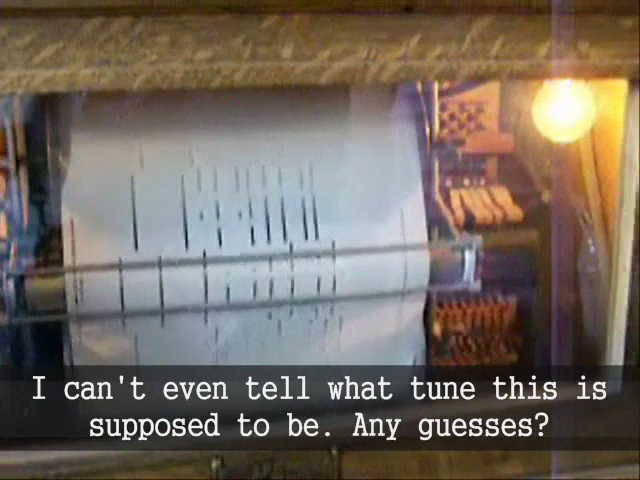 I can't even tell what tune this is
supposed to be. Any guesses?